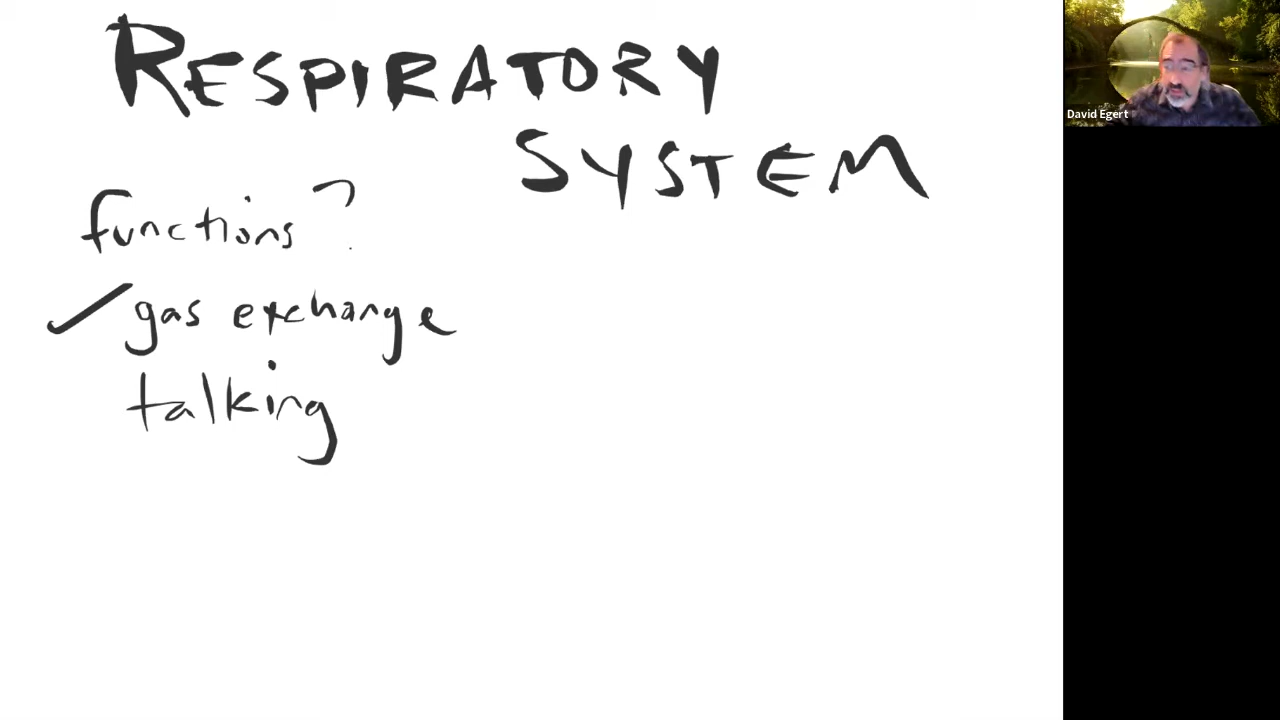 RESPIRATORY
SYSTEM
functions?
✓ gas exchange
talking
David Egert